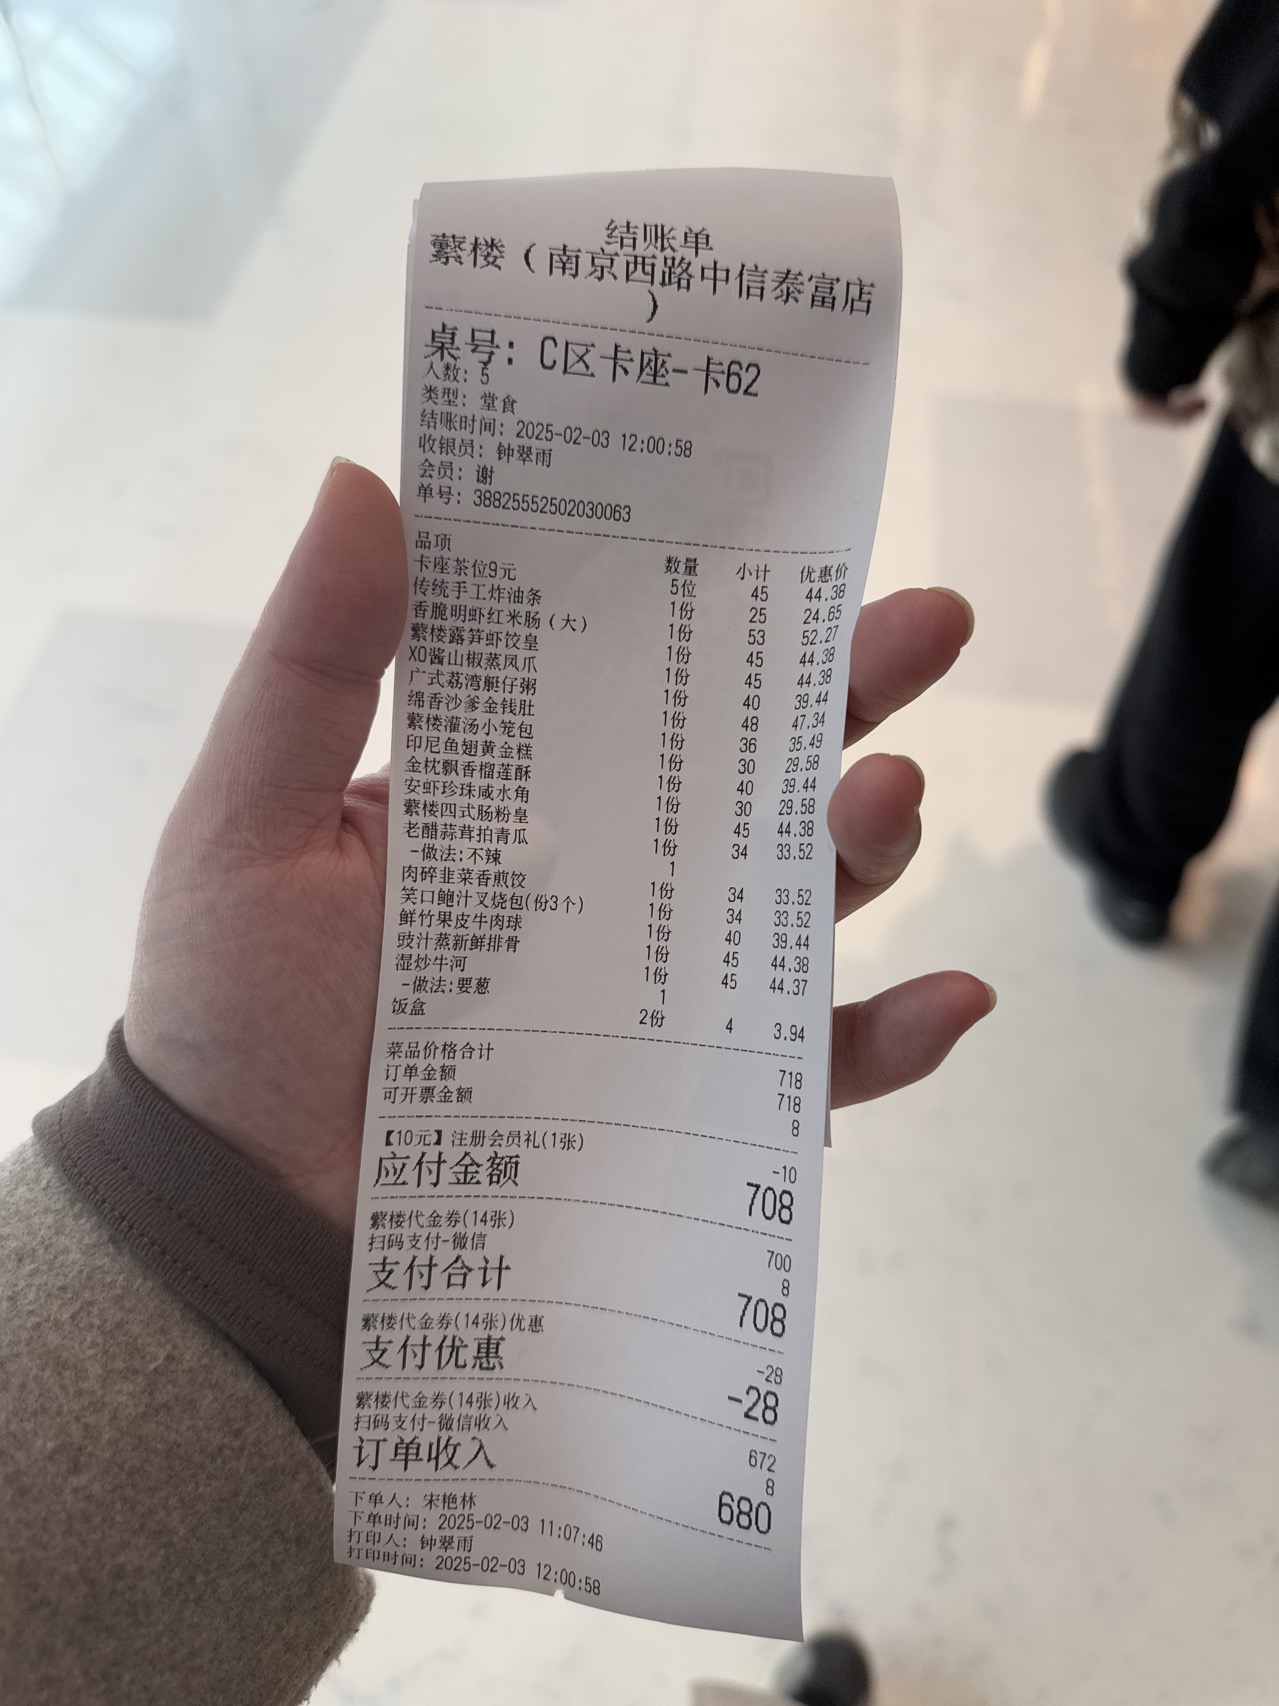 结账单
蘩楼（南京西路中信泰富店
）
桌号: C区卡座-卡62
人数: 5
类型: 堂食
结账时间: 2025-02-03 12:00:58
收银员: 钟翠雨
会员: 谢
单号: 38825552502030063
品项 数量 小计 优惠价
卡座茶位9元 5位 45 44.38
传统手工炸油条 1份 25 24.65
香脆明虾红米肠（大） 1份 53 52.27
蘩楼露笋虾饺皇 1份 45 44.38
XO酱山椒蒸凤爪 1份 45 44.38
广式荔湾艇仔粥 1份 40 39.44
绵香沙爹金钱肚 1份 48 47.34
蘩楼灌汤小笼包 1份 36 35.49
印尼鱼翅黄金糕 1份 30 29.58
金枕飘香榴莲酥 1份 40 39.44
安虾珍珠咸水角 1份 30 29.58
蘩楼四式肠粉皇 1份 45 44.38
老醋蒜茸拍青瓜 1份 34 33.52
-做法:不辣 1
肉碎韭菜香煎饺 1份 34 33.52
笑口鲍汁叉烧包(份3个) 1份 34 33.52
鲜竹果皮牛肉球 1份 40 39.44
豉汁蒸新鲜排骨 1份 45 44.38
湿炒牛河 1份 45 44.37
-做法:要葱 1
饭盒 2份 4 3.94
菜品价格合计 718
订单金额 718
可开票金额 8
【10元】注册会员礼(1张) -10
应付金额 708
蘩楼代金券(14张) 700
扫码支付-微信 8
支付合计 708
蘩楼代金券(14张)优惠 -28
支付优惠 -28
蘩楼代金券(14张)收入 672
扫码支付-微信收入 8
订单收入 680
下单人: 宋艳林
下单时间: 2025-02-03 11:07:46
打印人: 钟翠雨
打印时间: 2025-02-03 12:00:58